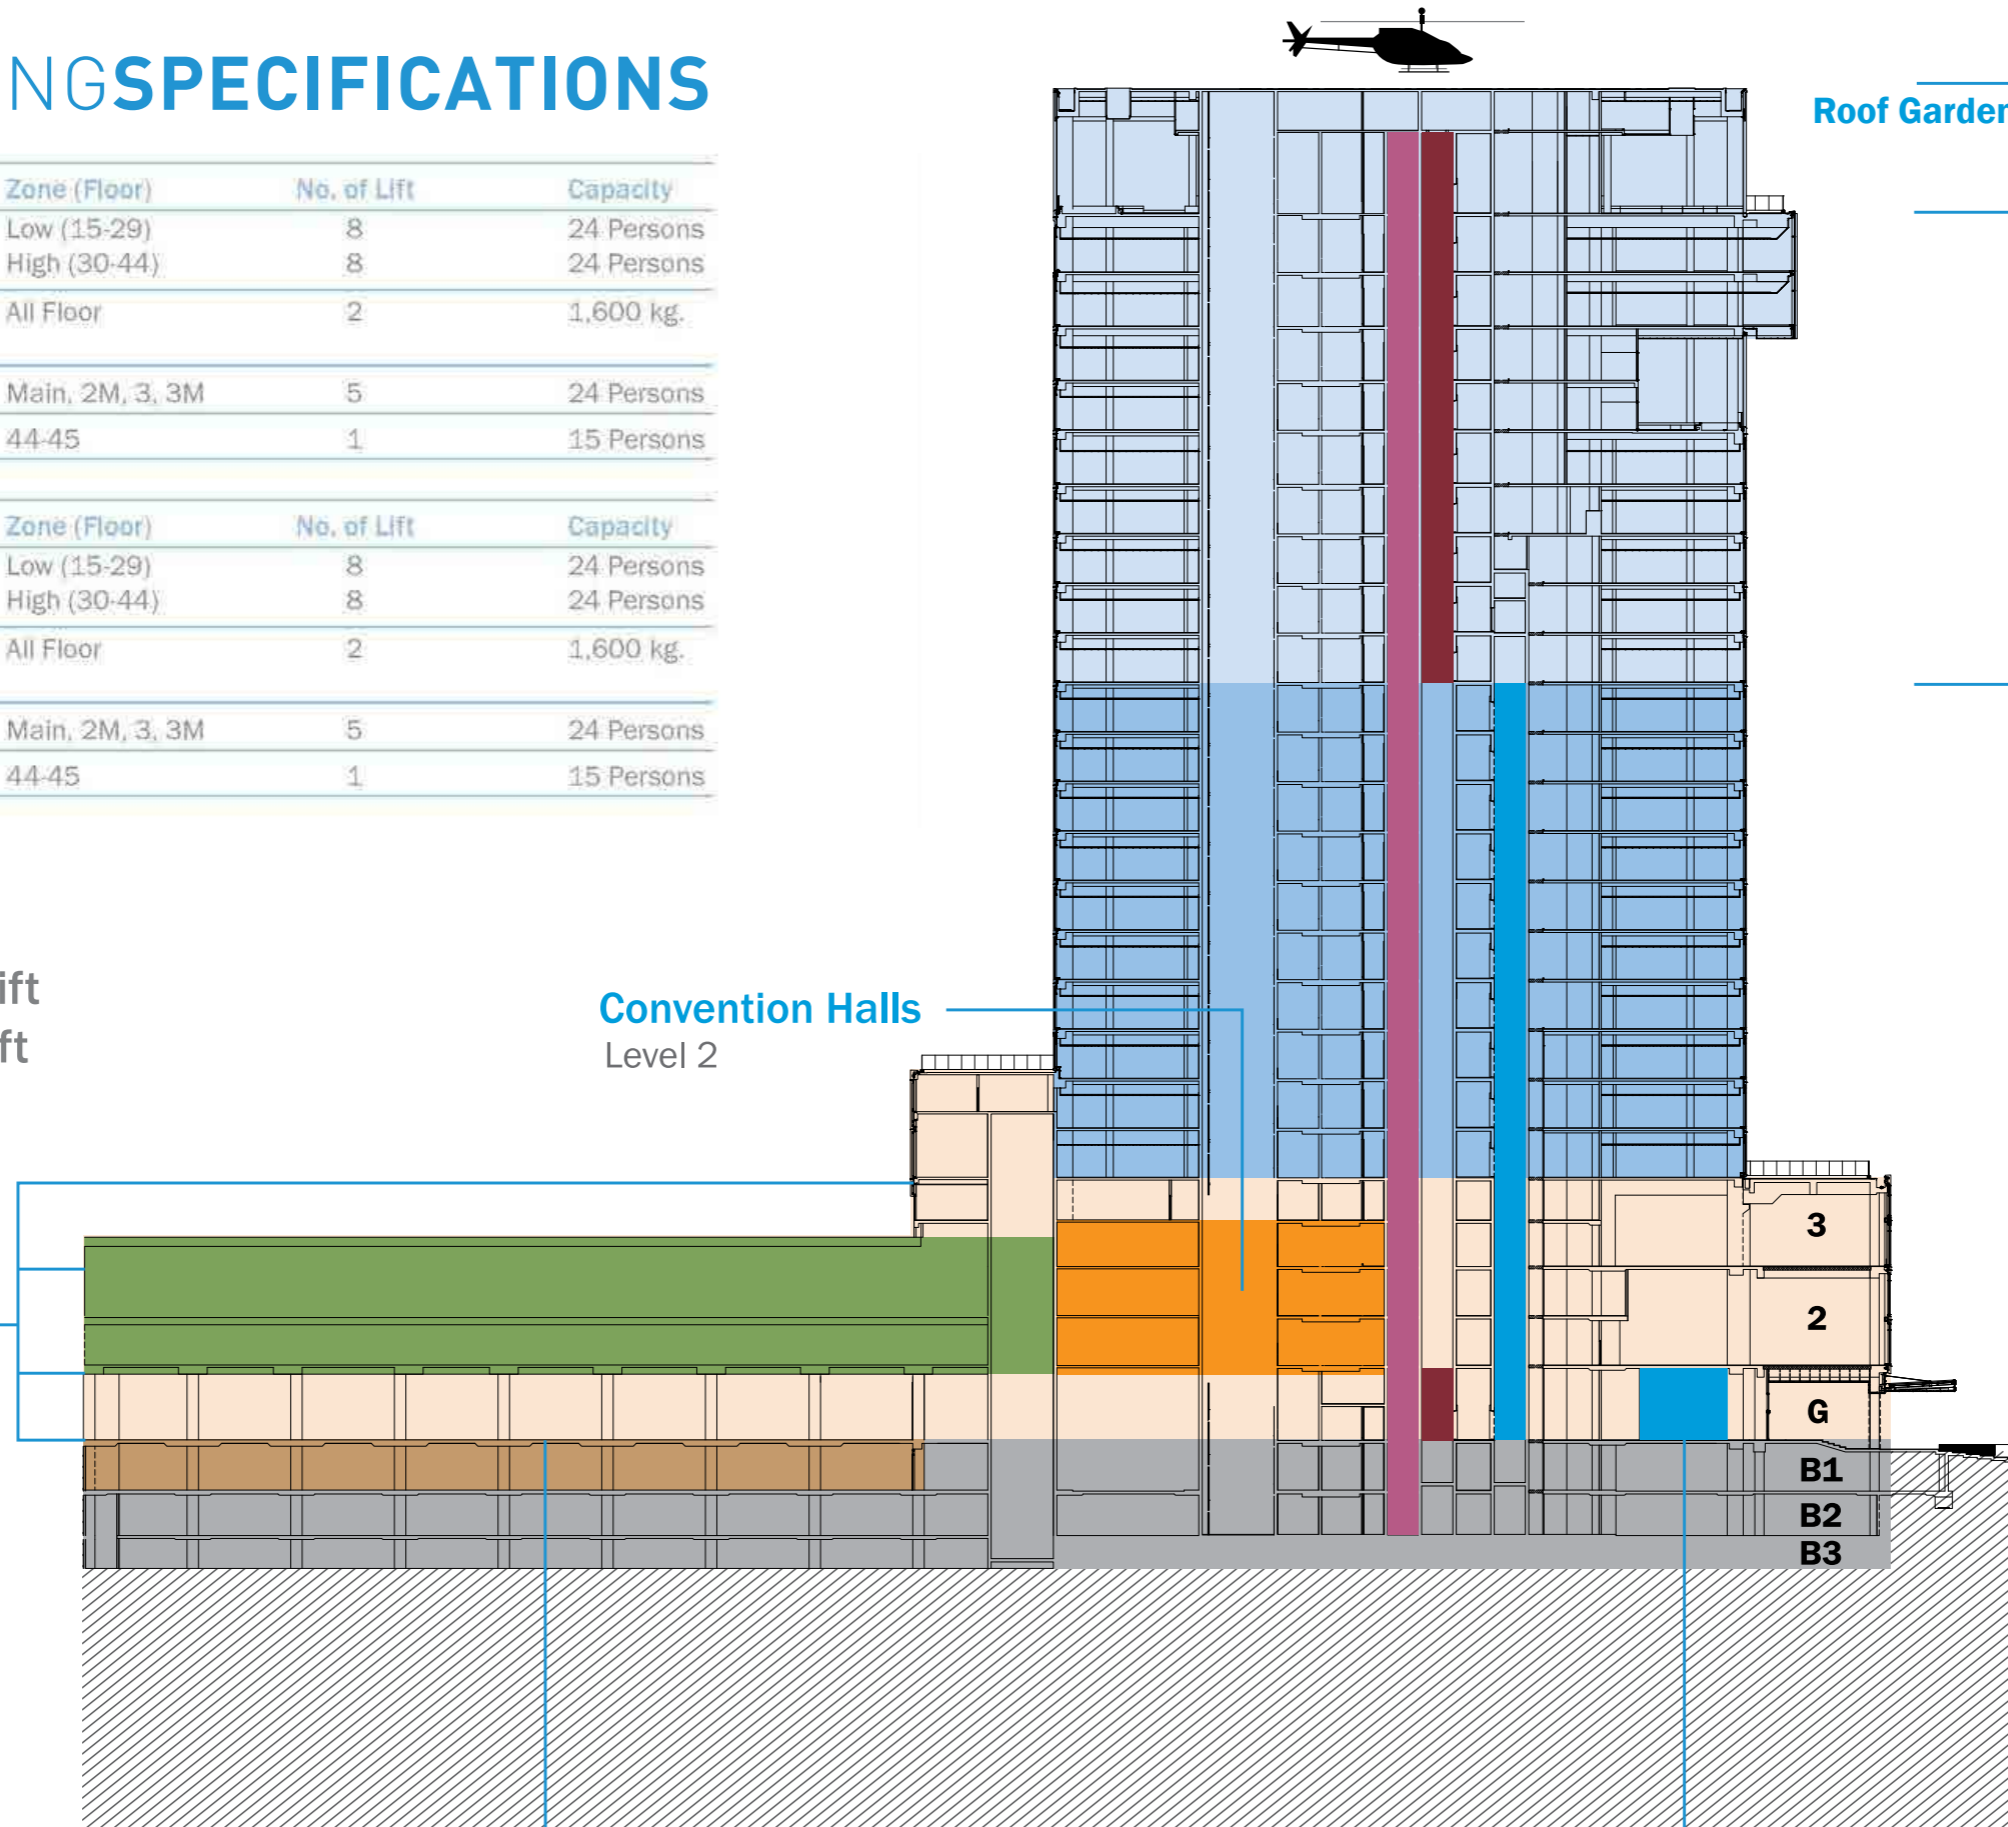 NGSPECIFICATIONS
Zone (Floor) No. of Lift Capacity
Low (15-29) 8 24 Persons
High (30-44) 8 24 Persons
All Floor 2 1,600 kg.
Main, 2M, 3, 3M 5 24 Persons
44-45 1 15 Persons
Zone (Floor) No. of Lift Capacity
Low (15-29) 8 24 Persons
High (30-44) 8 24 Persons
All Floor 2 1,600 kg.
Main, 2M, 3, 3M 5 24 Persons
44-45 1 15 Persons
ift
ft
Convention Halls
Level 2
Roof Garden
3
2
G
B1
B2
B3